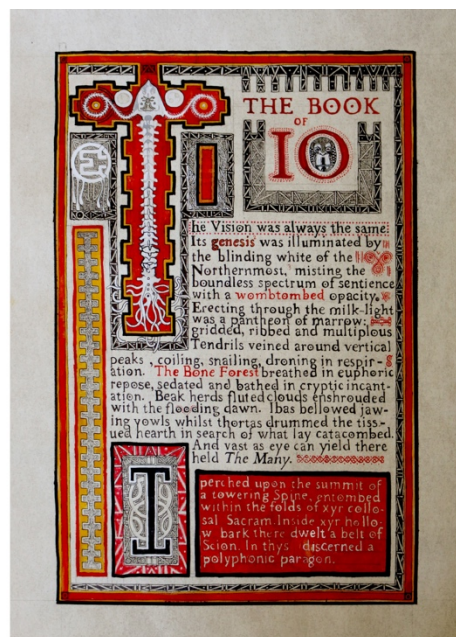 THE BOOK
OF
IO
The Vision was always the same:
Its genesis was illuminated by
the blinding white of the
Northernmost, misting the
boundless spectrum of sentience
with a wombtombed opacity.
Erecting through the milk-light
was a pantheon of marrow;
gridded, ribbed and multiplous
Tendrils veined around vertical
peaks, coiling, snailing, droning in respir-
ation. The Bone Forest breathed in euphoric
repose, sedated and bathed in cryptic incant-
ation. Beak herds fluted clouds enshrouded
with the flooding dawn. Ibas bellowed jaw-
ing vowls whilst thortas drummed the tiss-
ued hearth in search of what lay catacombed.
And vast as eye can yield there
held The Many.
I perched upon the summit of
a towering Spine, entombed
within the folds of xyr collo-
sal Sacram. Inside xyr hollo-
w bark there dwelt a belt of
Scion. In thys discerned a
polyphonic paragon.